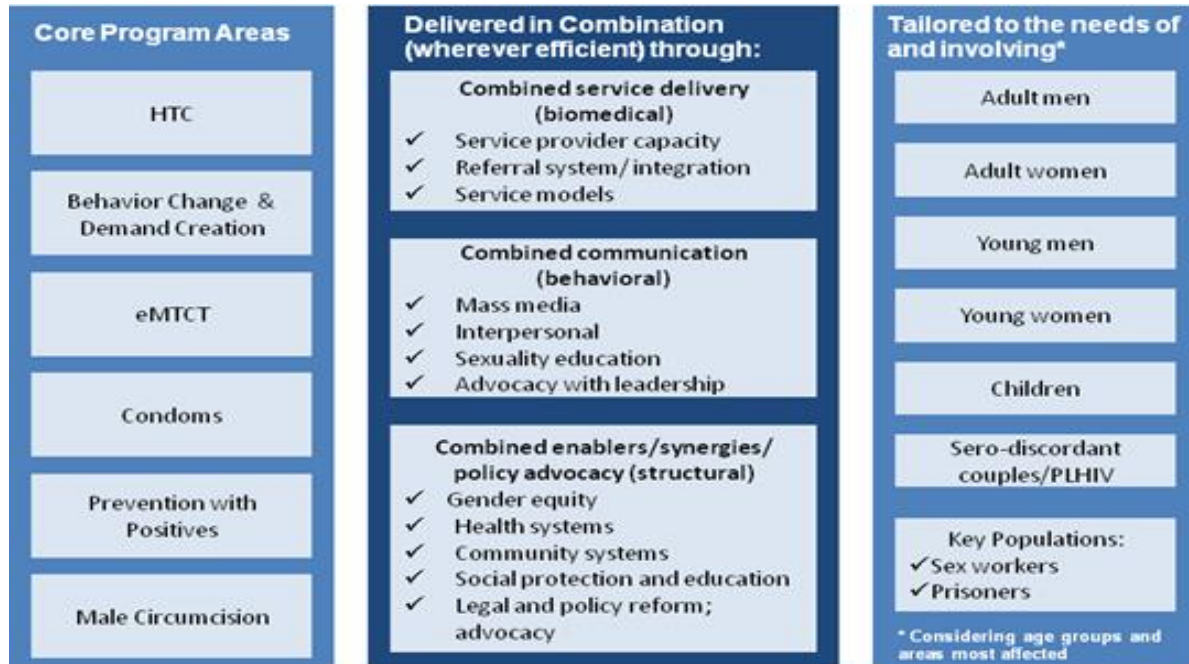 Core Program Areas
HTC
Behavior Change &
Demand Creation
eMTCT
Condoms
Prevention with
Positives
Male Circumcision
Delivered in Combination
(wherever efficient) through:
Combined service delivery
(biomedical)
✓ Service provider capacity
✓ Referral system/ integration
✓ Service models
Combined communication
(behavioral)
✓ Mass media
✓ Interpersonal
✓ Sexuality education
✓ Advocacy with leadership
Combined enablers/synergies/
policy advocacy (structural)
✓ Gender equity
✓ Health systems
✓ Community systems
✓ Social protection and education
✓ Legal and policy reform;
advocacy
Tailored to the needs of
and involving*
Adult men
Adult women
Young men
Young women
Children
Sero-discordant
couples/PLHIV
Key Populations:
✓ Sex workers
✓ Prisoners
* Considering age groups and
areas most affected